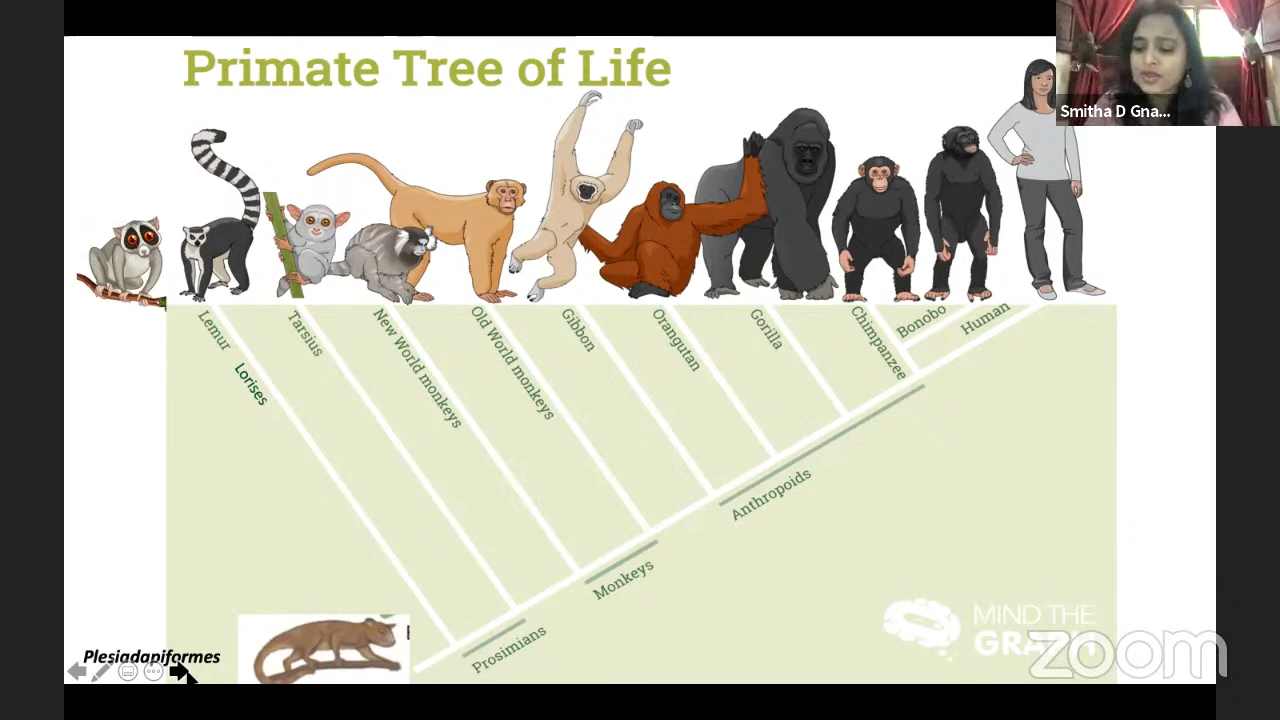 Primate Tree of Life
Smitha D Gna...
Lemur
Lorises
Tarsius
New World monkeys
Old World monkeys
Gibbon
Orangutan
Gorilla
Chimpanzee
Bonobo
Human
Anthropoids
Monkeys
Prosimians
Plesiadapiformes
MIND THE
GRAPH
zoom